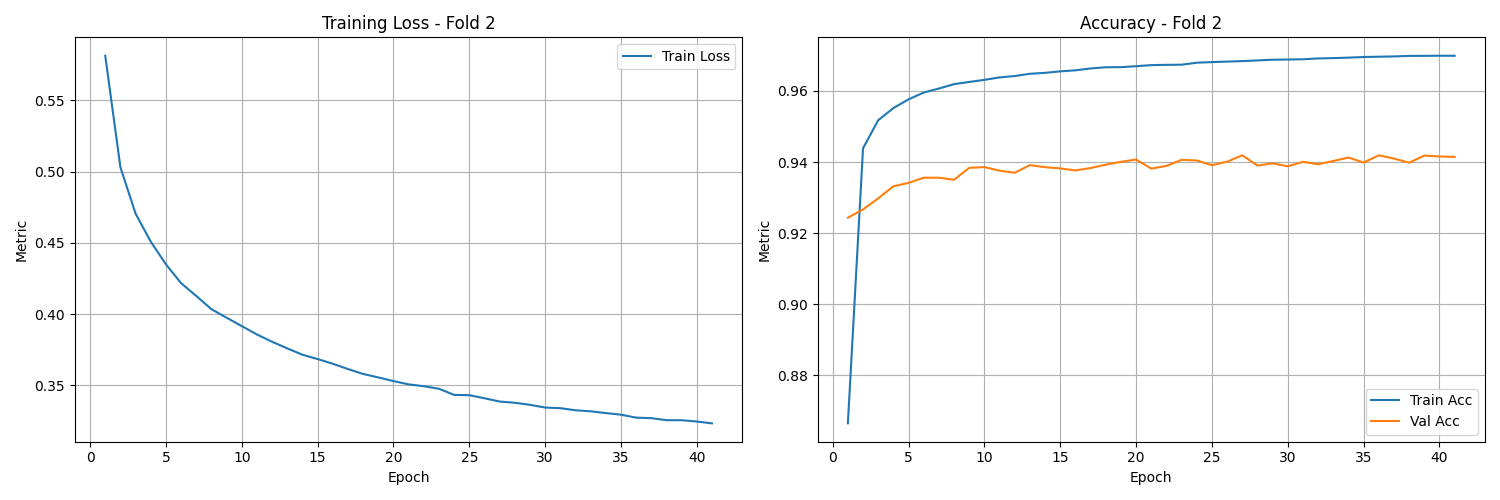 Training Loss - Fold 2
Train Loss
0.55
0.50
0.45
0.40
0.35
Metric
0 5 10 15 20 25 30 35 40
Epoch
Accuracy - Fold 2
0.96
0.94
0.92
0.90
0.88
Metric
Train Acc
Val Acc
0 5 10 15 20 25 30 35 40
Epoch